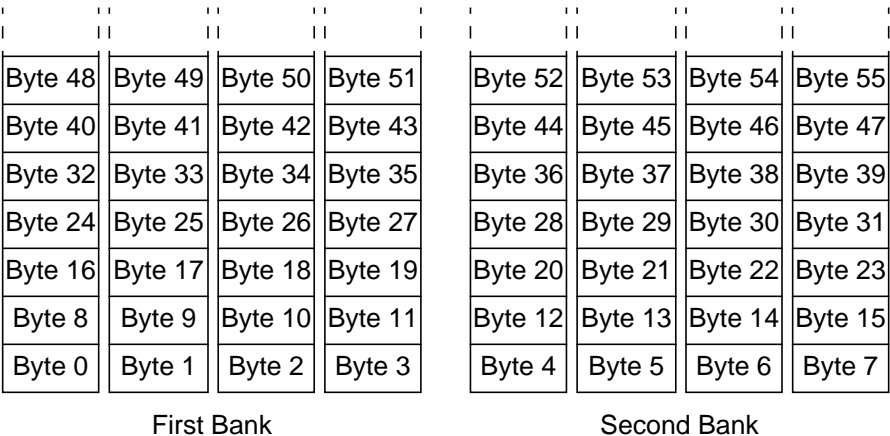 Byte 48 Byte 49 Byte 50 Byte 51 Byte 52 Byte 53 Byte 54 Byte 55
Byte 40 Byte 41 Byte 42 Byte 43 Byte 44 Byte 45 Byte 46 Byte 47
Byte 32 Byte 33 Byte 34 Byte 35 Byte 36 Byte 37 Byte 38 Byte 39
Byte 24 Byte 25 Byte 26 Byte 27 Byte 28 Byte 29 Byte 30 Byte 31
Byte 16 Byte 17 Byte 18 Byte 19 Byte 20 Byte 21 Byte 22 Byte 23
Byte 8 Byte 9 Byte 10 Byte 11 Byte 12 Byte 13 Byte 14 Byte 15
Byte 0 Byte 1 Byte 2 Byte 3 Byte 4 Byte 5 Byte 6 Byte 7
First Bank Second Bank